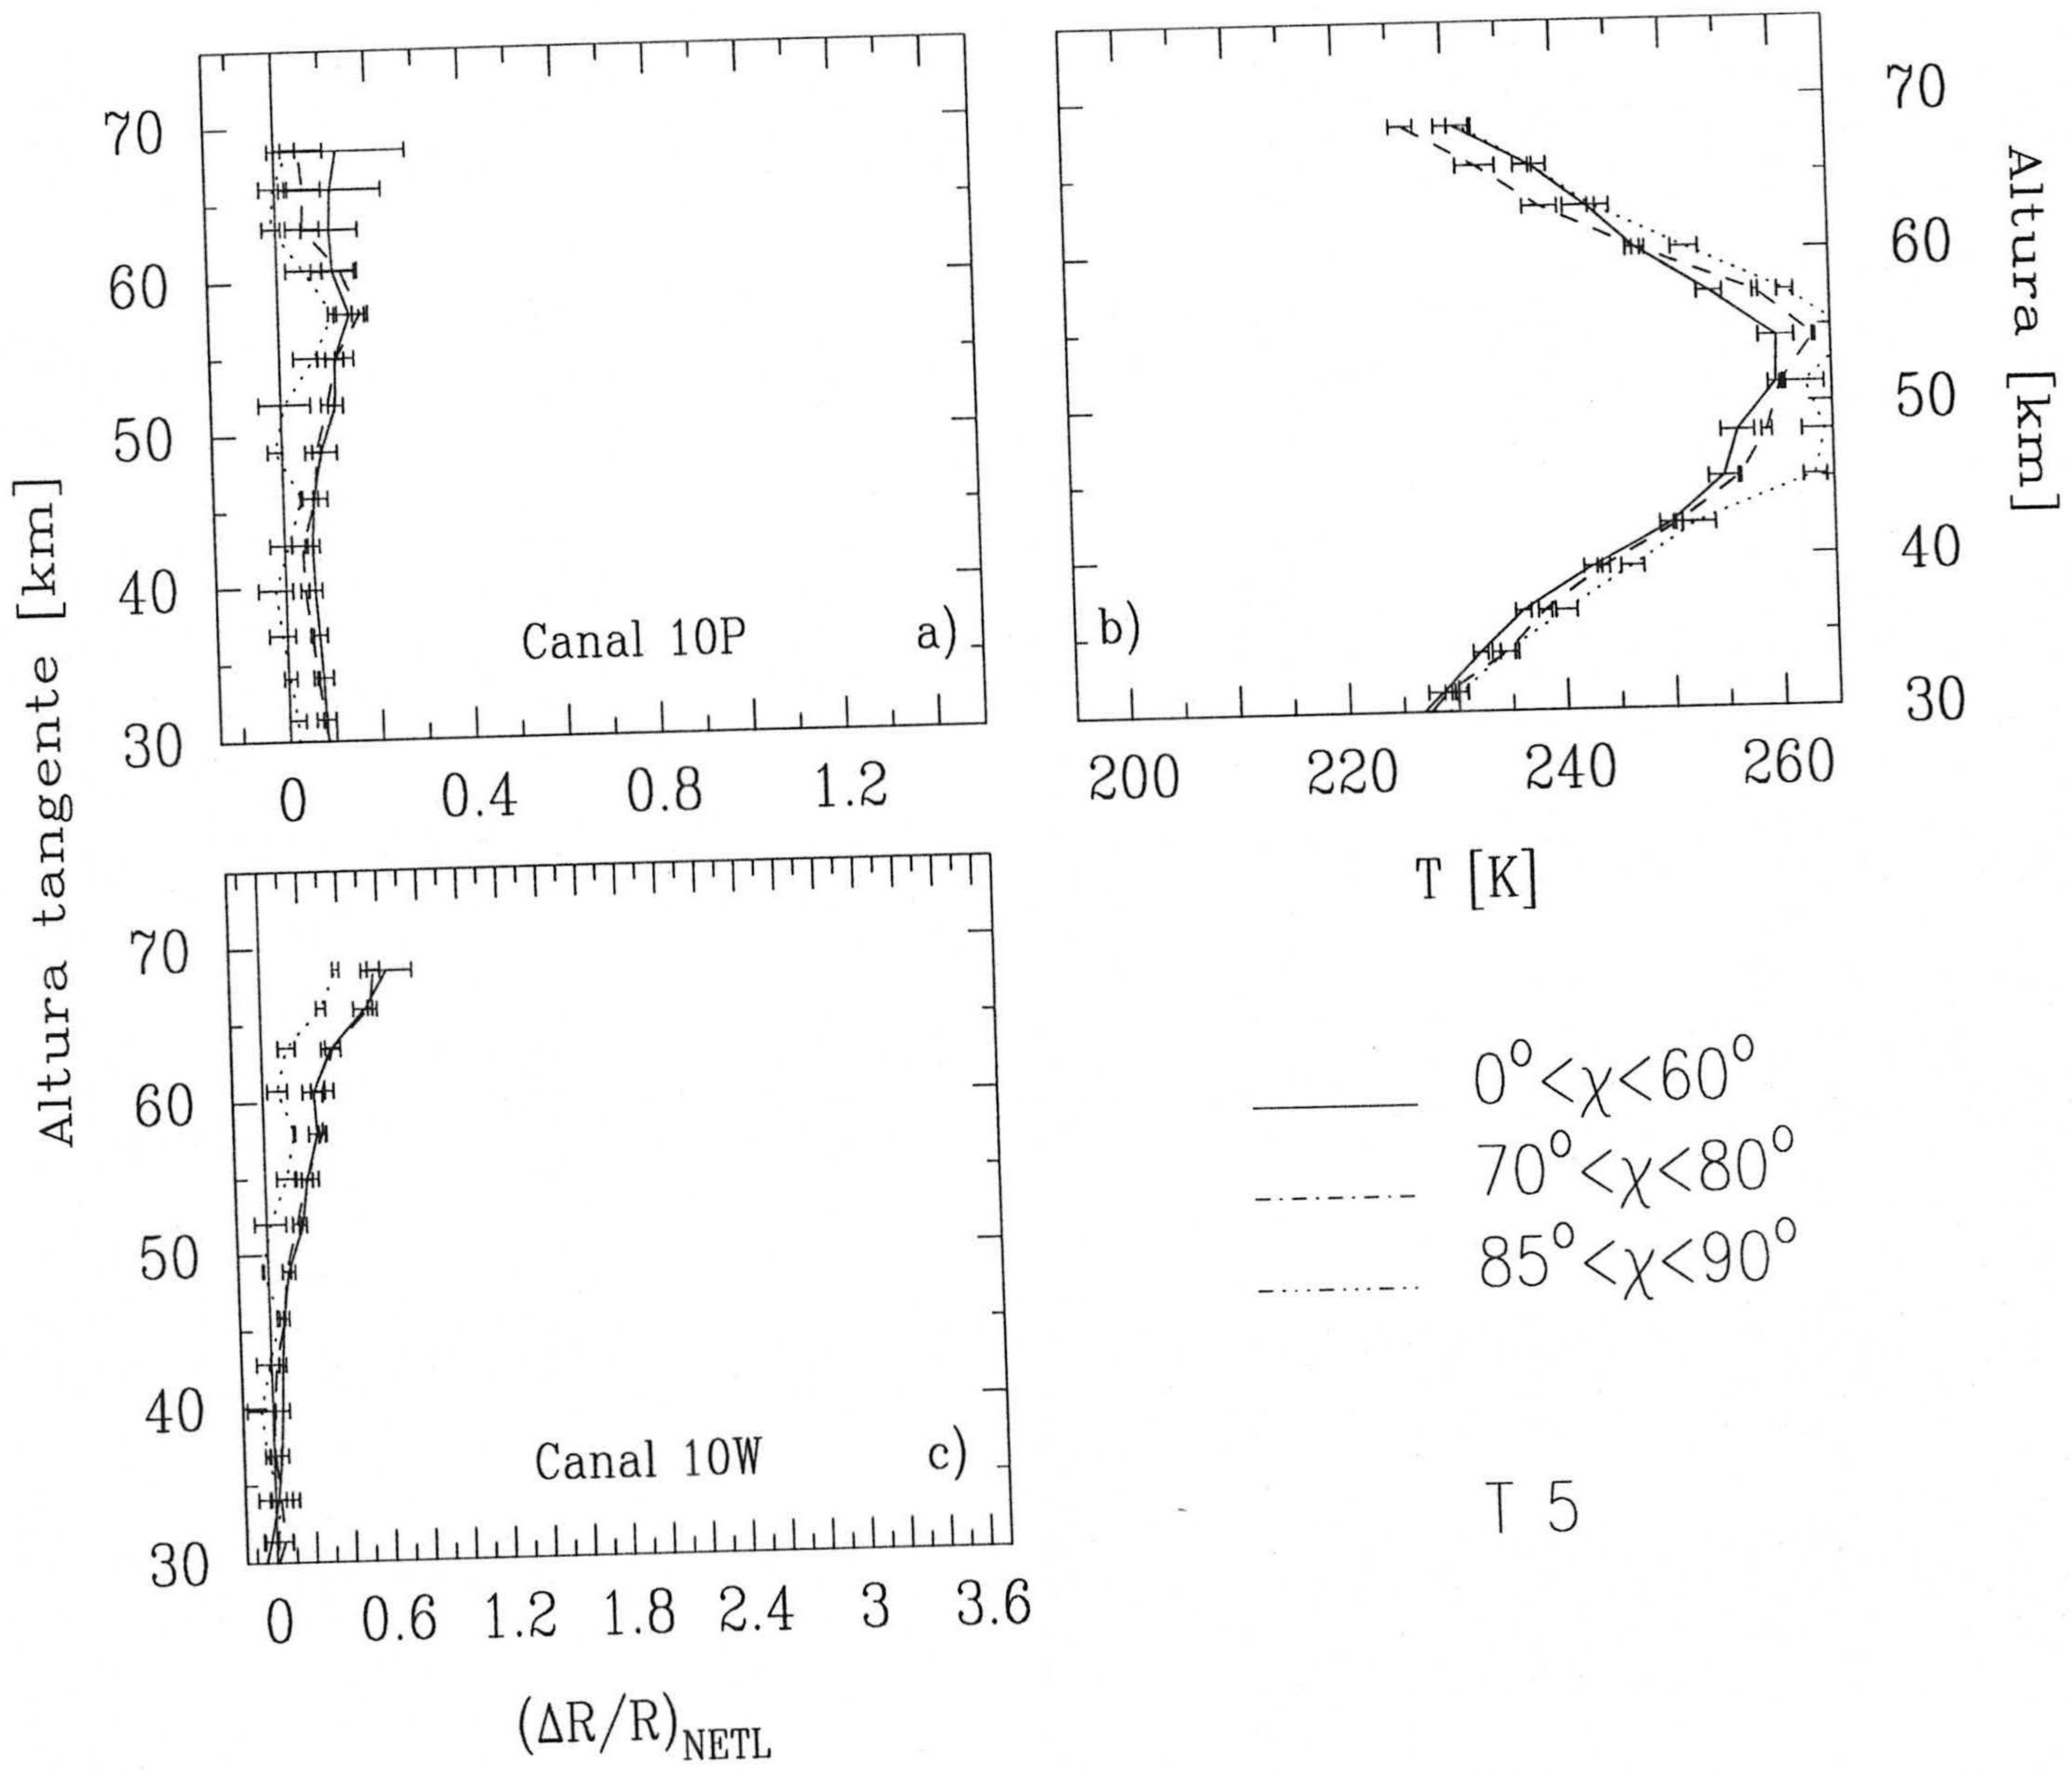 70
60
50
40
30
Altura tangente [km]
Canal 10P a)
0 0.4 0.8 1.2
b)
70
60
50
40
30
Altura [km]
200 220 240 260
T [K]
70
60
50
40
30
Canal 10W c)
0 0.6 1.2 1.8 2.4 3 3.6
(ΔR/R)NETL
0°<χ<60°
70°<χ<80°
85°<χ<90°
T 5